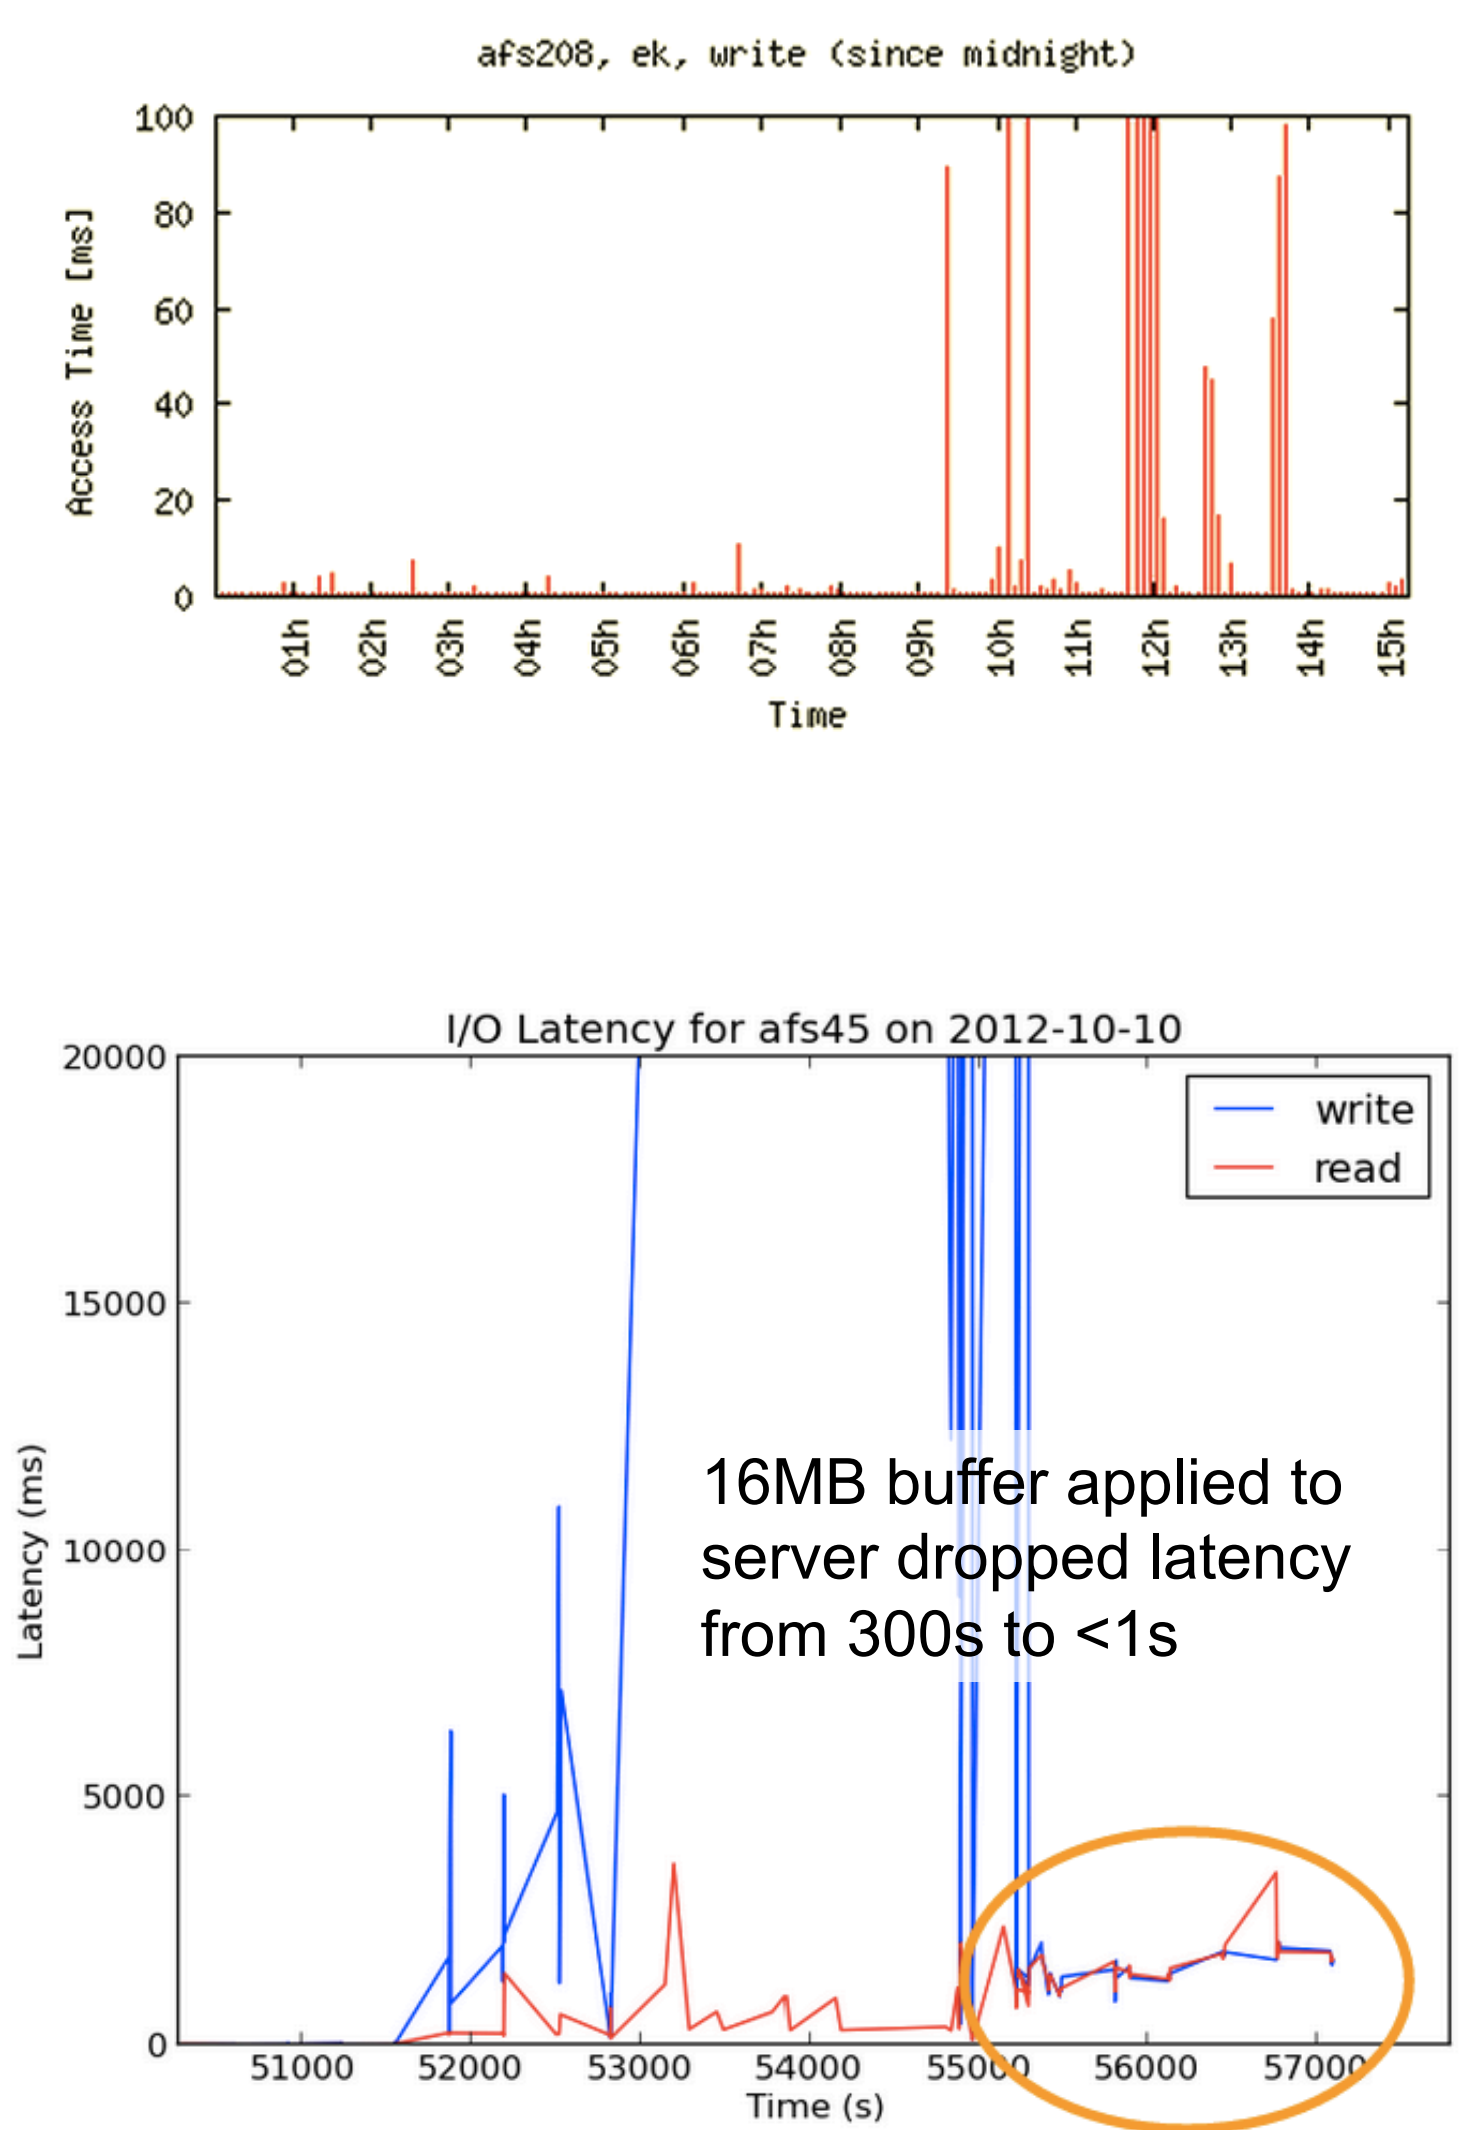 afs208, ek, write (since midnight)
100
80
60
40
20
0
Access Time [ms]
01h 02h 03h 04h 05h 06h 07h 08h 09h 10h 11h 12h 13h 14h 15h
Time
I/O Latency for afs45 on 2012-10-10
20000
15000
10000
5000
0
Latency (ms)
write
read
16MB buffer applied to
server dropped latency
from 300s to <1s
51000 52000 53000 54000 55000 56000 57000
Time (s)